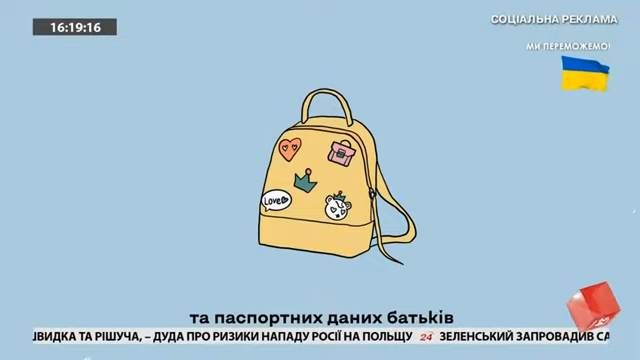 16:19:16
СОЦІАЛЬНА РЕКЛАМА
МИ ПЕРЕМОЖЕМО!
Love
та паспортних даних батьків
ШВИДКА ТА РІШУЧА, – ДУДА ПРО РИЗИКИ НАПАДУ РОСІЇ НА ПОЛЬЩУ 24 ЗЕЛЕНСЬКИЙ ЗАПРОВАДИВ СА